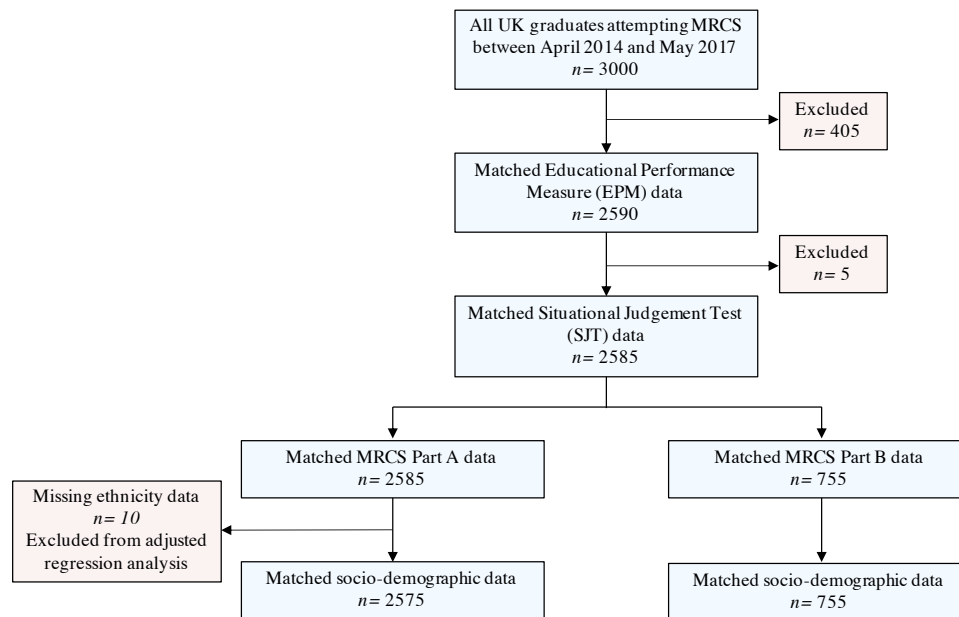 All UK graduates attempting MRCS
between April 2014 and May 2017
n= 3000
Excluded
n= 405
Matched Educational Performance
Measure (EPM) data
n= 2590
Excluded
n= 5
Matched Situational Judgement Test
(SJT) data
n= 2585
Matched MRCS Part A data
n= 2585
Matched MRCS Part B data
n= 755
Missing ethnicity data
n= 10
Excluded from adjusted
regression analysis
Matched socio-demographic data
n= 2575
Matched socio-demographic data
n= 755